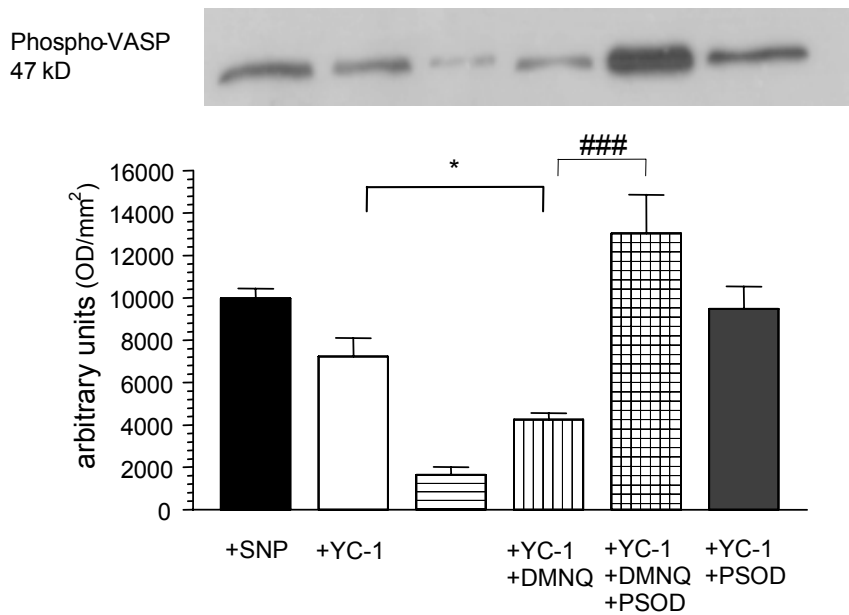 Phospho-VASP
47 kD
* ###
arbitrary units (OD/mm²)
16000
14000
12000
10000
8000
6000
4000
2000
0
+SNP +YC-1 +YC-1 +YC-1 +YC-1
+DMNQ +DMNQ +PSOD
+PSOD